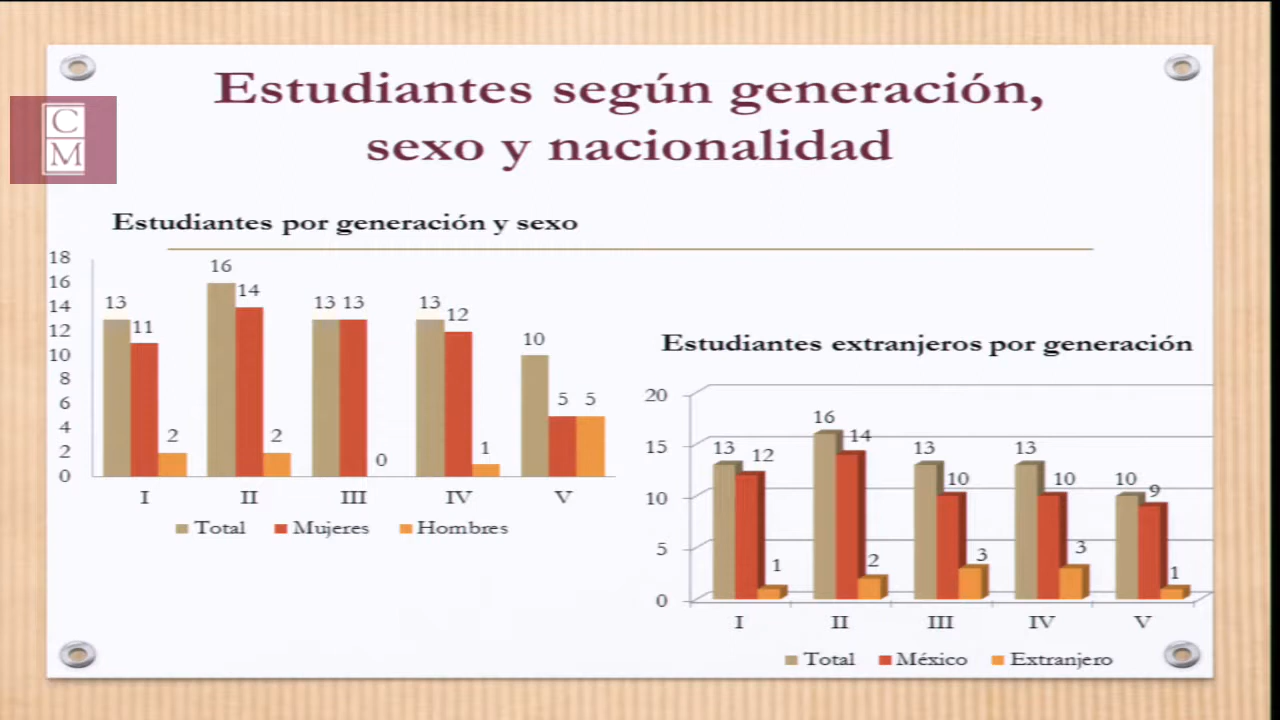 Estudiantes según generación,
sexo y nacionalidad
C
M
Estudiantes por generación y sexo
18
16
14
12
10
8
6
4
2
0
13 11 2
16 14 2
13 13 0
13 12 1
10 5 5
I II III IV V
Total Mujeres Hombres
Estudiantes extranjeros por generación
20
15
10
5
0
13 12 1
16 14 2
13 10 3
13 10 3
10 9 1
I II III IV V
Total México Extranjero